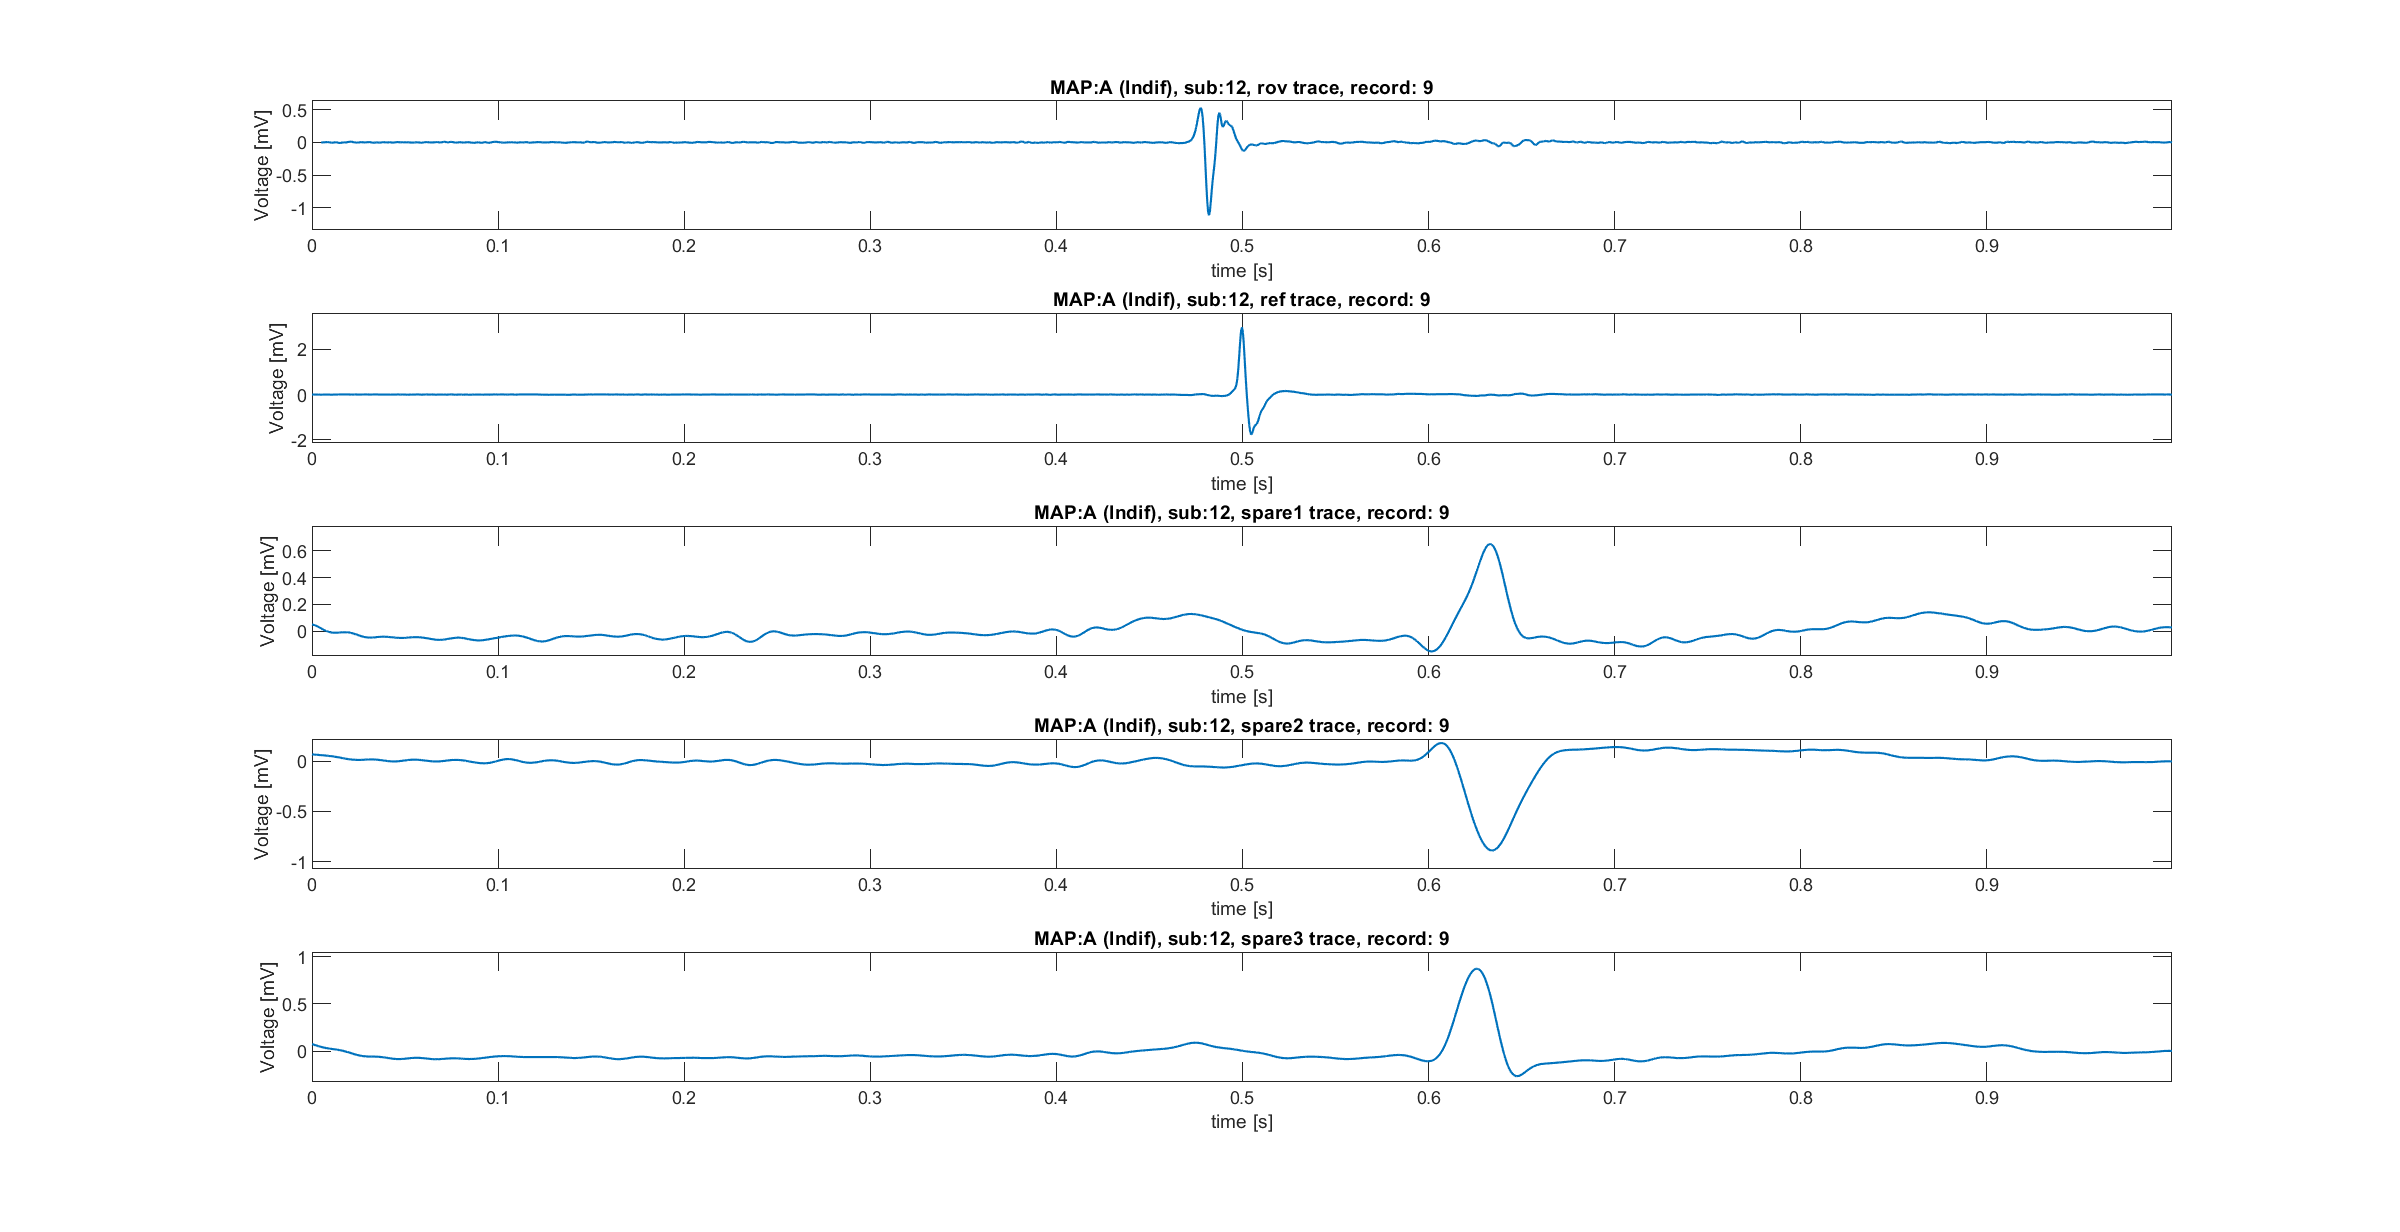 MAP:A (Indif), sub:12, rov trace, record: 9
Voltage [mV]
0.5
0
-0.5
-1
0 0.1 0.2 0.3 0.4 0.5 0.6 0.7 0.8 0.9
time [s]
MAP:A (Indif), sub:12, ref trace, record: 9
Voltage [mV]
2
0
-2
0 0.1 0.2 0.3 0.4 0.5 0.6 0.7 0.8 0.9
time [s]
MAP:A (Indif), sub:12, spare1 trace, record: 9
Voltage [mV]
0.6
0.4
0.2
0
0 0.1 0.2 0.3 0.4 0.5 0.6 0.7 0.8 0.9
time [s]
MAP:A (Indif), sub:12, spare2 trace, record: 9
Voltage [mV]
0
-0.5
-1
0 0.1 0.2 0.3 0.4 0.5 0.6 0.7 0.8 0.9
time [s]
MAP:A (Indif), sub:12, spare3 trace, record: 9
Voltage [mV]
1
0.5
0
0 0.1 0.2 0.3 0.4 0.5 0.6 0.7 0.8 0.9
time [s]